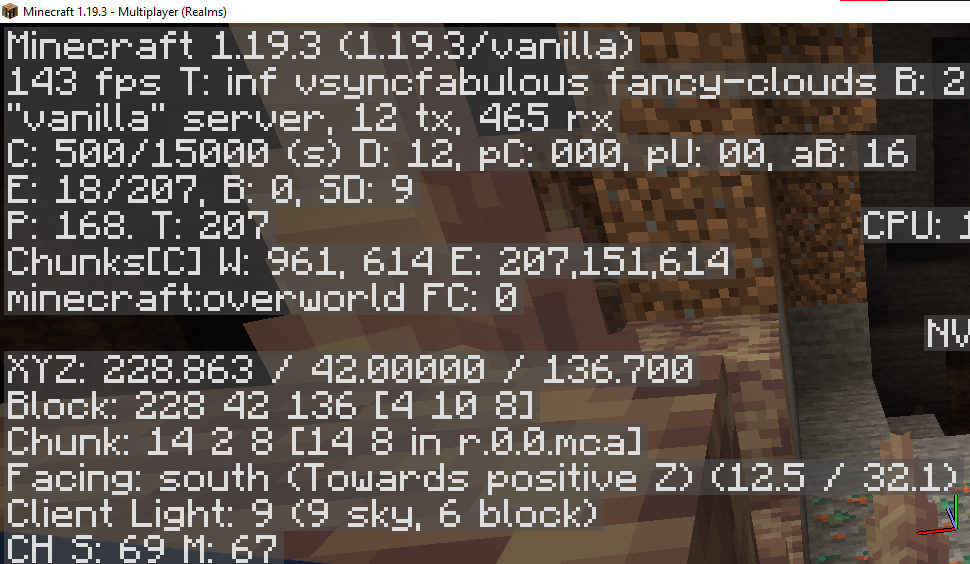 Minecraft 1.19.3 - Multiplayer (Realms)
Minecraft 1.19.3 (1.19.3/vanilla)
143 fps T: inf vsyncfabulous fancy-clouds B: 2
"vanilla" server, 12 tx, 465 rx
C: 500/15000 (s) D: 12, pC: 000, pU: 00, aB: 16
E: 18/207, B: 0, SD: 9
P: 168. T: 207
CPU: 1
Chunks[C] W: 961, 614 E: 207,151,614
minecraft:overworld FC: 0
NV
XYZ: 228.863 / 42.00000 / 136.700
Block: 228 42 136 [4 10 8]
Chunk: 14 2 8 [14 8 in r.0.0.mca]
Facing: south (Towards positive Z) (12.5 / 32.1)
Client Light: 9 (9 sky, 6 block)
CH S: 69 M: 67